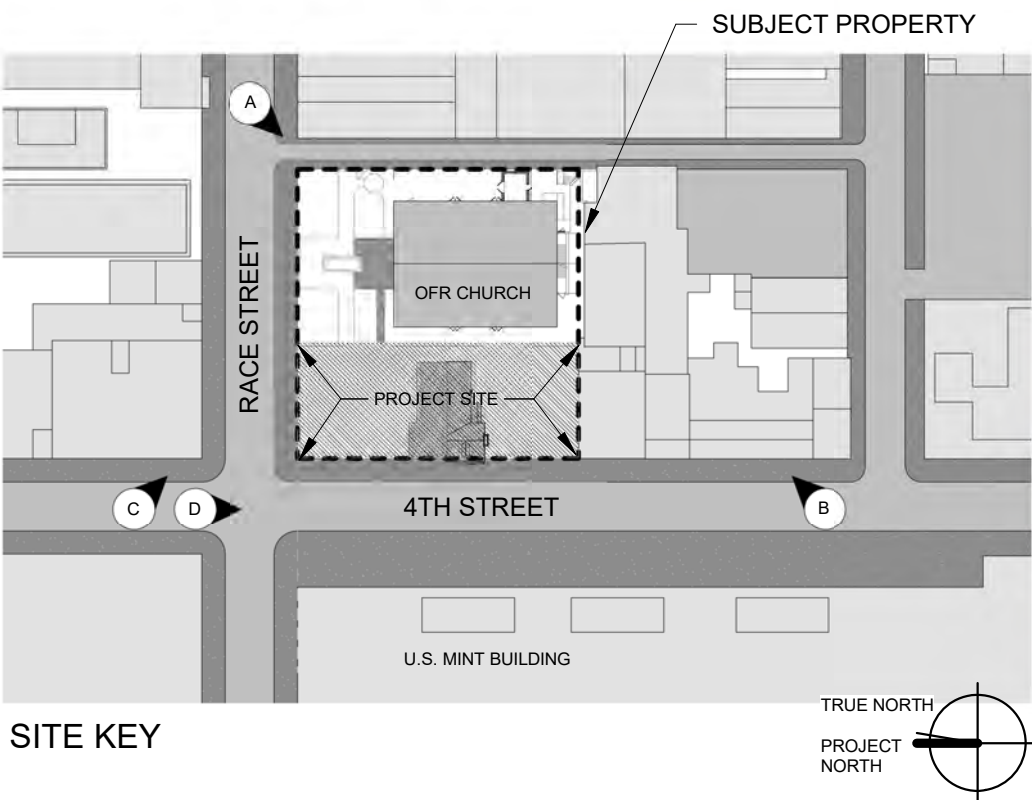 SUBJECT PROPERTY
A
RACE STREET
OFR CHURCH
PROJECT SITE
C
D
4TH STREET
B
U.S. MINT BUILDING
SITE KEY
TRUE NORTH
PROJECT
NORTH